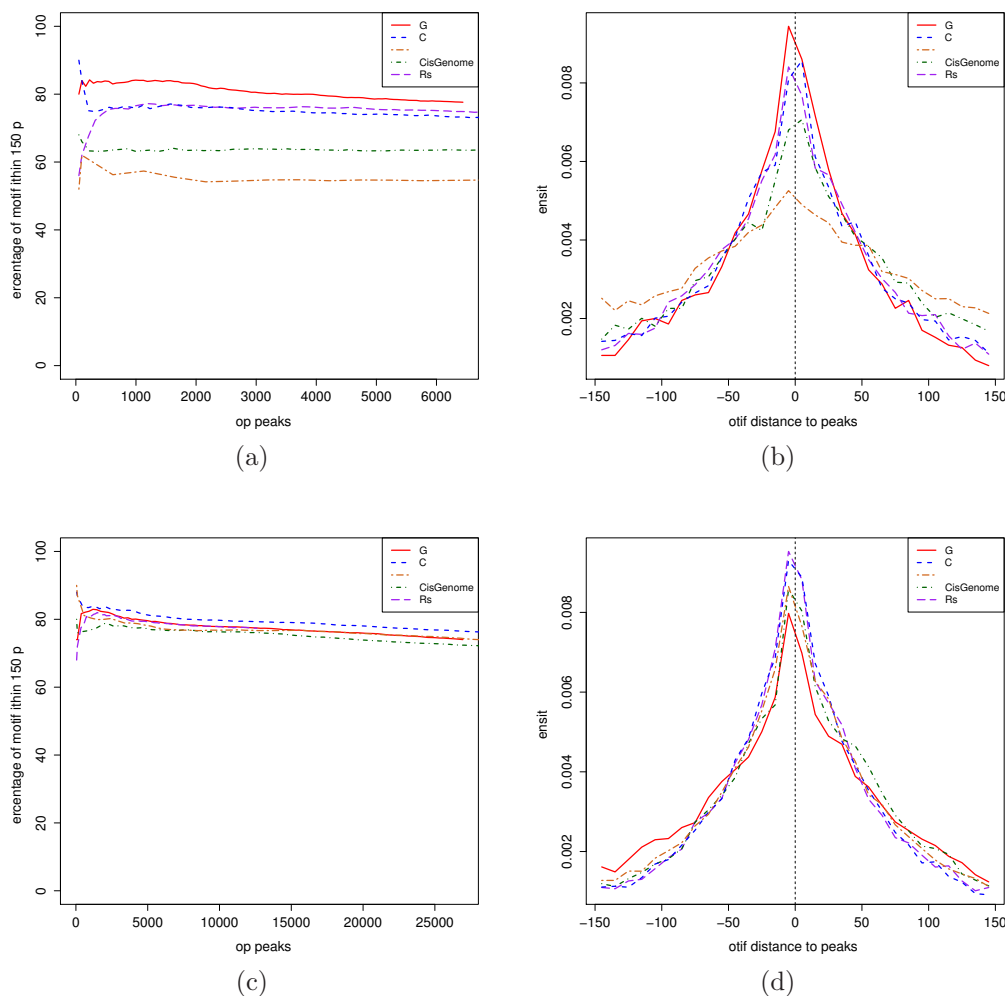 100
80
60
40
20
0
ercentage of motif ithin 150 p
0 1000 2000 3000 4000 5000 6000
op peaks
G
C
CisGenome
Rs
(a)
0.008
0.006
0.004
0.002
ensit
−150 −100 −50 0 50 100 150
otif distance to peaks
G
C
CisGenome
Rs
(b)
100
80
60
40
20
0
ercentage of motif ithin 150 p
0 5000 10000 15000 20000 25000
op peaks
G
C
CisGenome
Rs
(c)
0.008
0.006
0.004
0.002
ensit
−150 −100 −50 0 50 100 150
otif distance to peaks
G
C
CisGenome
Rs
(d)